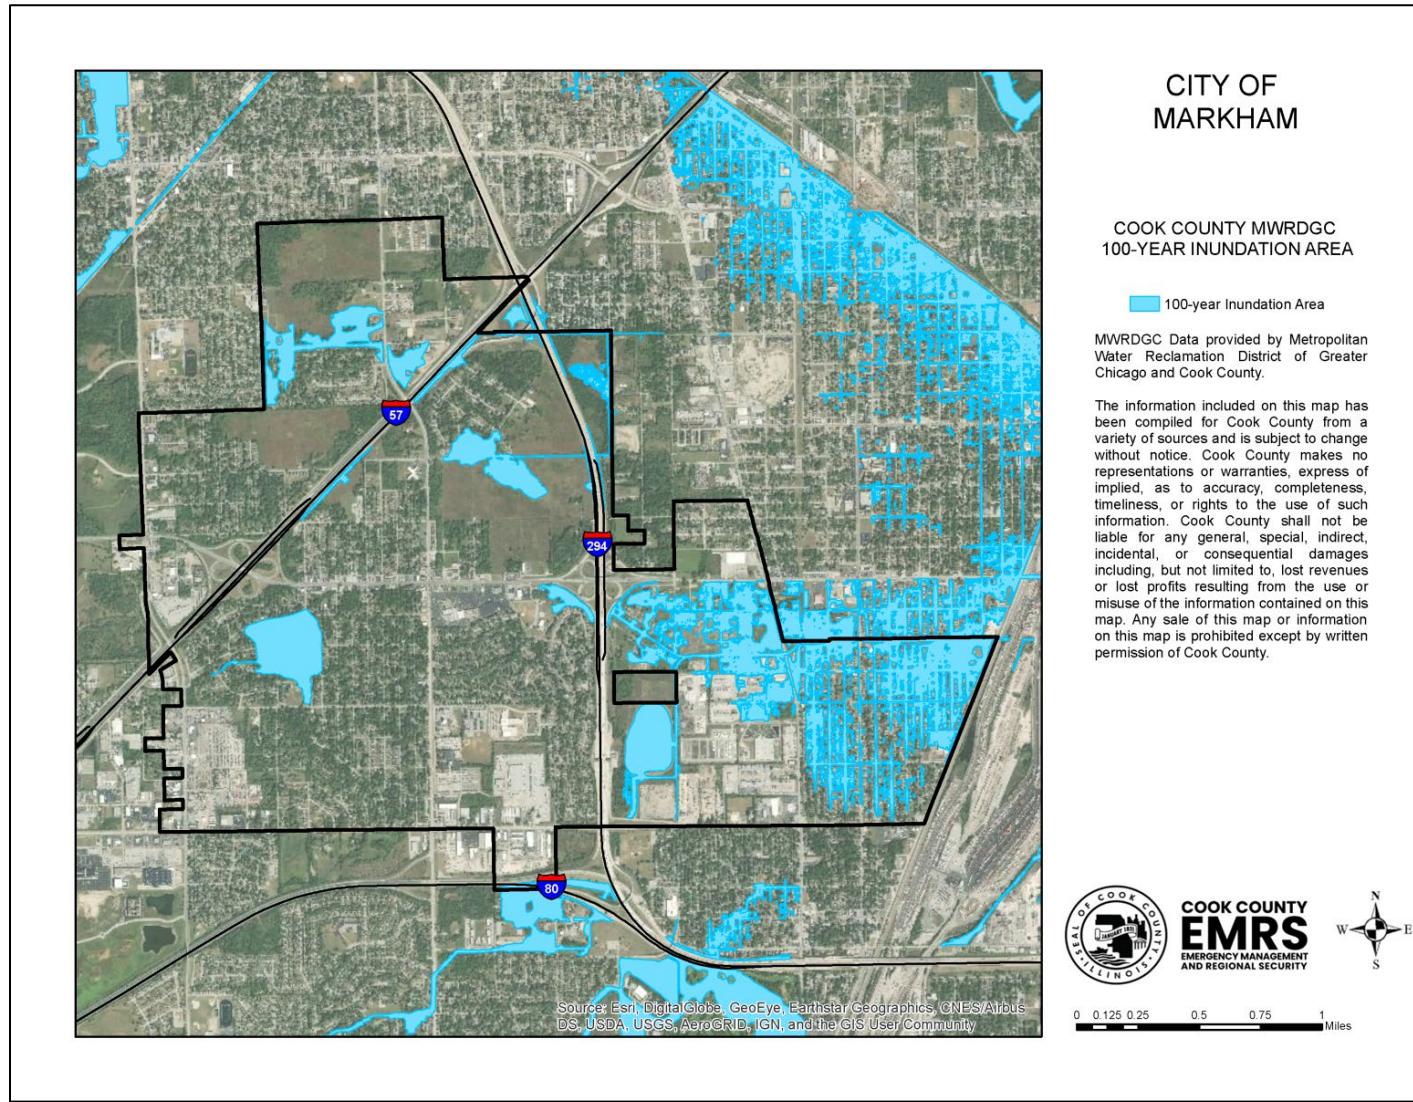 CITY OF
MARKHAM
COOK COUNTY MWRDGC
100-YEAR INUNDATION AREA
100-year Inundation Area
MWRDGC Data provided by Metropolitan
Water Reclamation District of Greater
Chicago and Cook County.
The information included on this map has
been compiled for Cook County from a
variety of sources and is subject to change
without notice. Cook County makes no
representations or warranties, express of
implied, as to accuracy, completeness,
timeliness, or rights to the use of such
information. Cook County shall not be
liable for any general, special, indirect,
incidental, or consequential damages
including, but not limited to, lost revenues
or lost profits resulting from the use or
misuse of the information contained on this
map. Any sale of this map or information
on this map is prohibited except by written
permission of Cook County.
57
294
80
Source: Esri, DigitalGlobe, GeoEye, Earthstar Geographics, CNES/Airbus
DS, USDA, USGS, AeroGRID, IGN, and the GIS User Community
SEAL OF COOK COUNTY
JANUARY 1831
ILLINOIS
COOK COUNTY
EMRS
EMERGENCY MANAGEMENT
AND REGIONAL SECURITY
N
W E
S
0 0.125 0.25 0.5 0.75 1
Miles